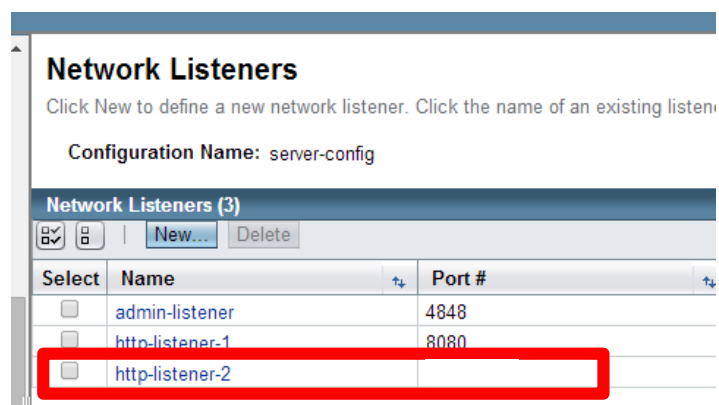 Network Listeners
Click New to define a new network listener. Click the name of an existing
Configuration Name: server-config
Network Listeners (3)
New... Delete
Select Name Port #
admin-listener 4848
http-listener-1 8080
http-listener-2